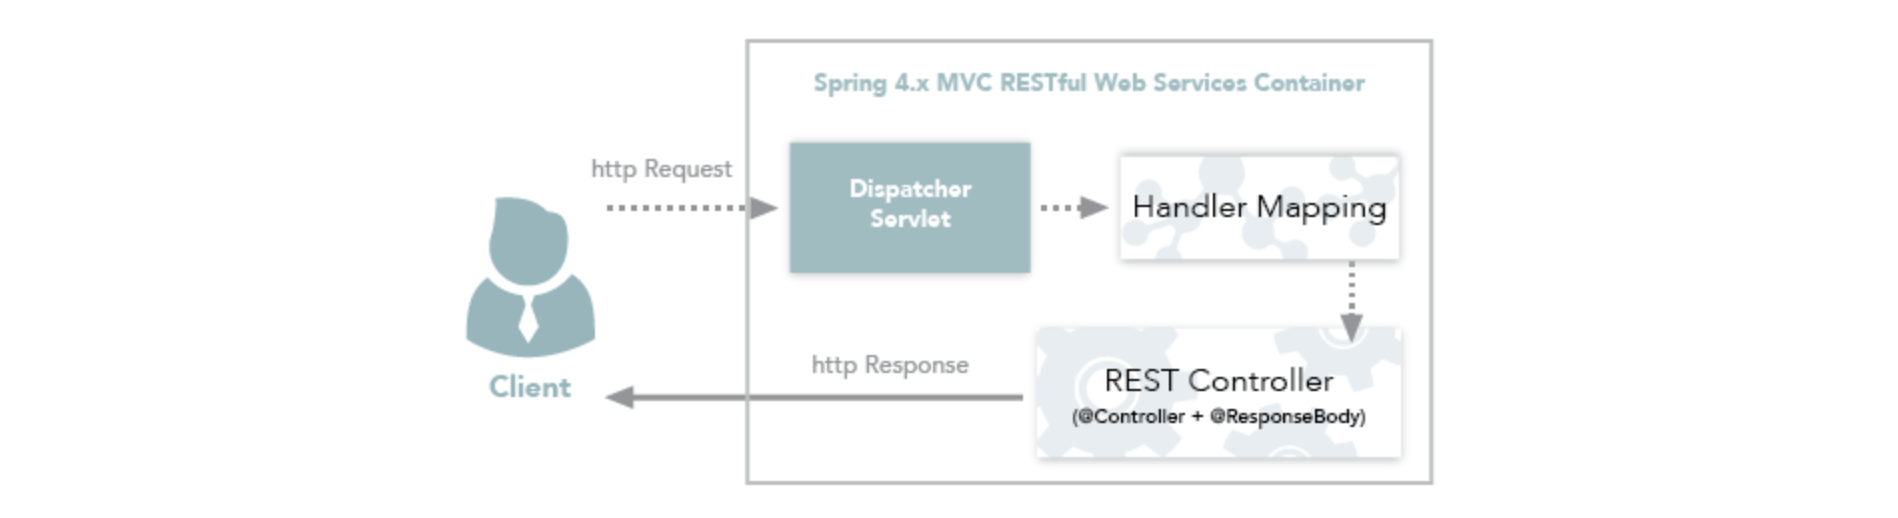 Spring 4.x MVC RESTful Web Services Container
http Request
Dispatcher
Servlet
Handler Mapping
http Response
Client
REST Controller
(@Controller + @ResponseBody)